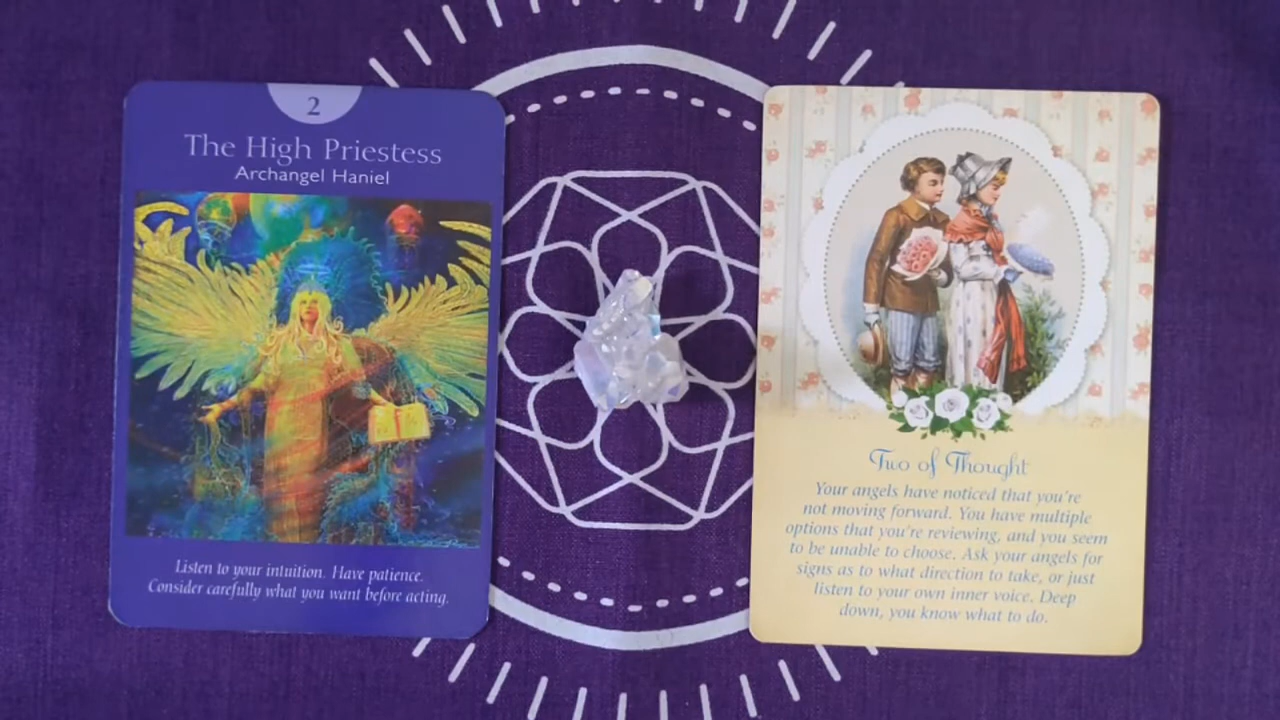 2
The High Priestess
Archangel Haniel
Listen to your intuition. Have patience.
Consider carefully what you want before acting.
Two of Thought
Your angels have noticed that you're
not moving forward. You have multiple
options that you're reviewing, and you seem
to be unable to choose. Ask your angels for
signs as to what direction to take, or just
listen to your own inner voice. Deep
down, you know what to do.